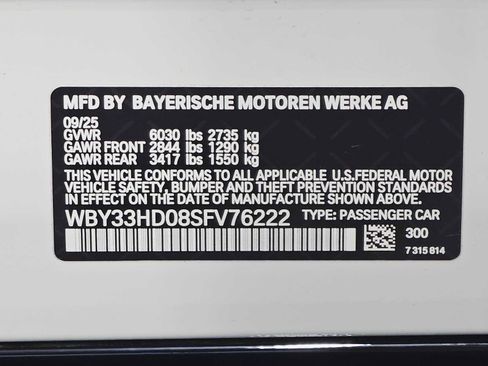 MFD BY BAYERISCHE MOTOREN WERKE AG
09/25
GVWR 6030 lbs 2735 kg
GAWR FRONT 2844 lbs 1290 kg
GAWR REAR 3417 lbs 1550 kg
THIS VEHICLE CONFORMS TO ALL APPLICABLE U.S.FEDERAL MOTOR
VEHICLE SAFETY, BUMPER AND THEFT PREVENTION STANDARDS
IN EFFECT ON THE DATE OF MANUFACTURE SHOWN ABOVE.
WBY33HD08SFV76222 TYPE: PASSENGER CAR
300
7 315 814